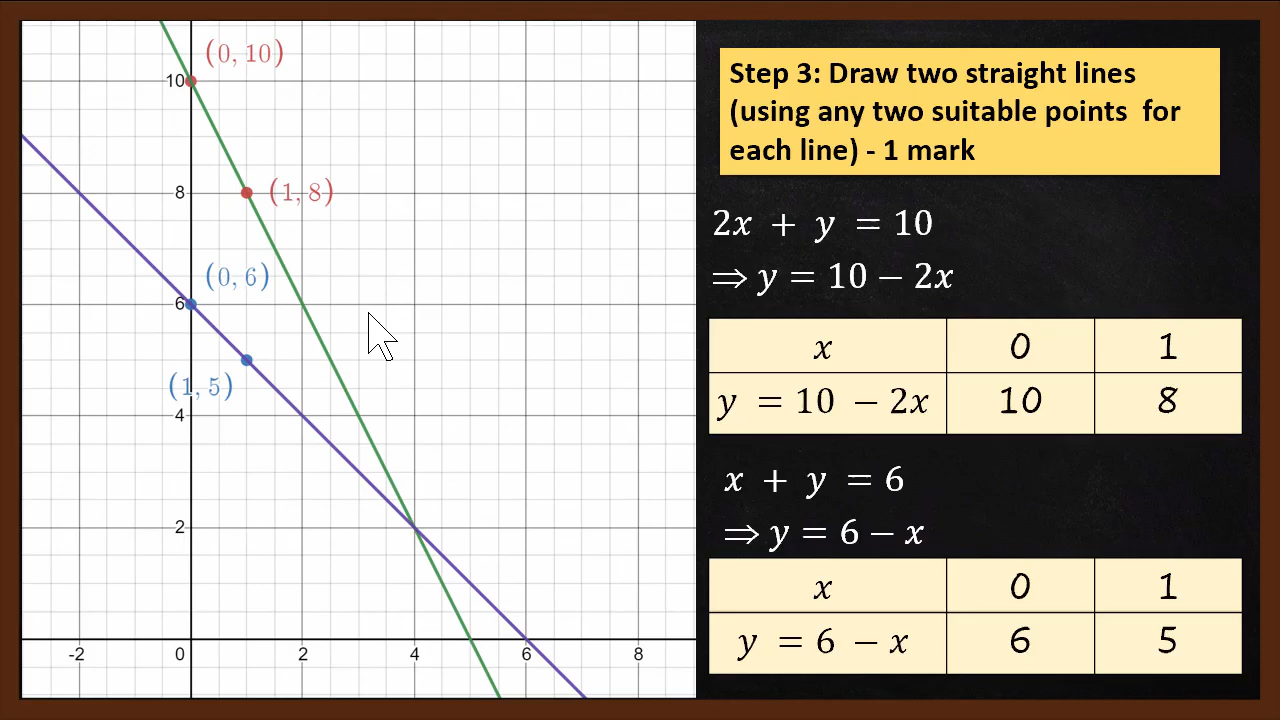 (0, 10)
10
8
(1, 8)
(0, 6)
6
(1, 5)
4
2
-2 0 2 4 6 8
Step 3: Draw two straight lines
(using any two suitable points for
each line) - 1 mark
2x + y = 10
⇒ y = 10 − 2x
x 0 1
y = 10 − 2x 10 8
x + y = 6
⇒ y = 6 − x
x 0 1
y = 6 − x 6 5